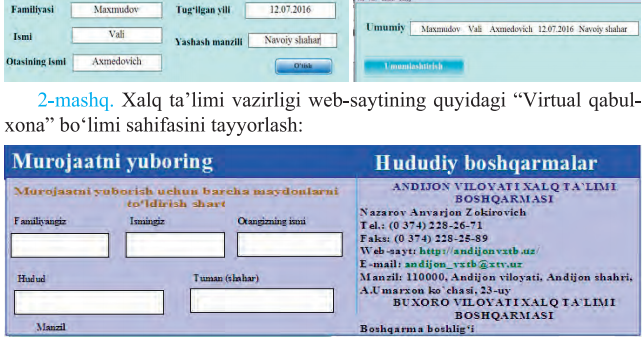 Familiyasi Maxmudov Tug‘ilgan yili 12.07.2016
Ismi Vali Yashash manzili Navoiy shahar
Otasining ismi Axmedovich O‘tish
Umumiy Maxmudov Vali Axmedovich 12.07.2016 Navoiy shahar
Umumlashtirish
2-mashq. Xalq ta’limi vazirligi web-saytining quyidagi “Virtual qabul-
xona” bo‘limi sahifasini tayyorlash:
Murojaatni yuboring
Murojaatni yuborish uchun barcha maydonlarni
to‘ldirish shart
Familiyangiz Ismingiz Otangizning ismi
Hudud Tuman (shahar)
Manzil
Hududiy boshqarmalar
ANDIJON VILOYATI XALQ TA`LIMI
BOSHQARMASI
Nazarov Anvarjon Zokirovich
Tel.: (0 374) 228-26-71
Faks: (0 374) 228-25-89
Web-sayt: http://andijonvxtb.uz/
E-mail: andijon_vxtb@xtv.uz
Manzil: 110000, Andijon viloyati, Andijon shahri,
A.Umarxon ko`chasi, 23-uy
BUXORO VILOYATI XALQ TA`LIMI
BOSHQARMASI
Boshqarma boshlig‘i